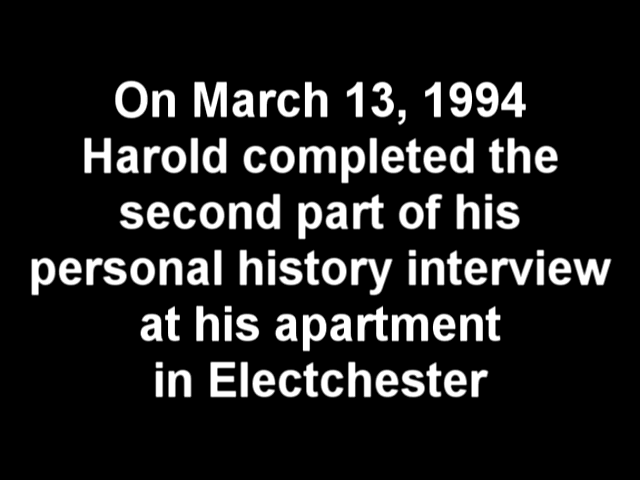 On March 13, 1994
Harold completed the
second part of his
personal history interview
at his apartment
in Electchester